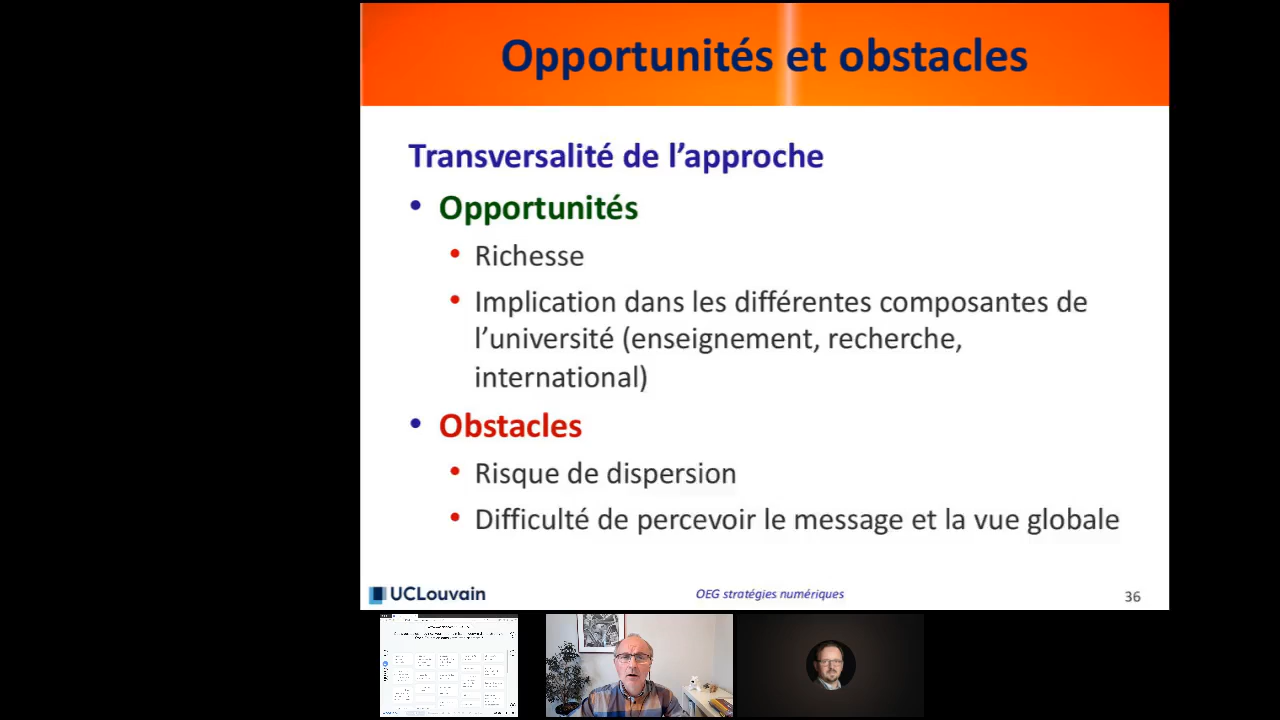 Opportunités et obstacles
Transversalité de l'approche
• Opportunités
• Richesse
• Implication dans les différentes composantes de
l'université (enseignement, recherche,
international)
• Obstacles
• Risque de dispersion
• Difficulté de percevoir le message et la vue globale
UCLouvain
OEG stratégies numériques
36